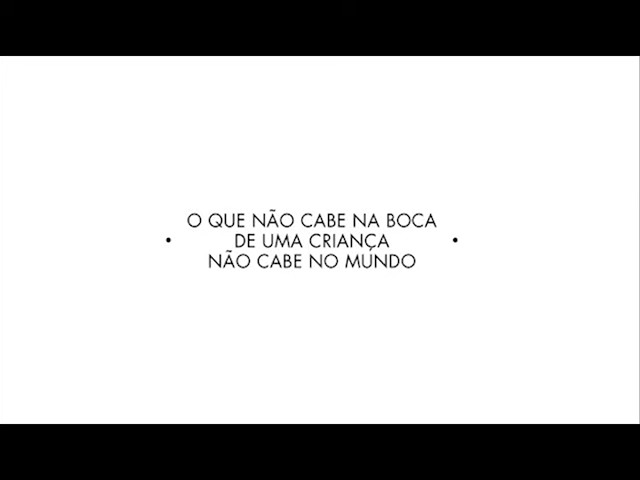 O QUE NÃO CABE NA BOCA
• DE UMA CRIANÇA •
NÃO CABE NO MUNDO